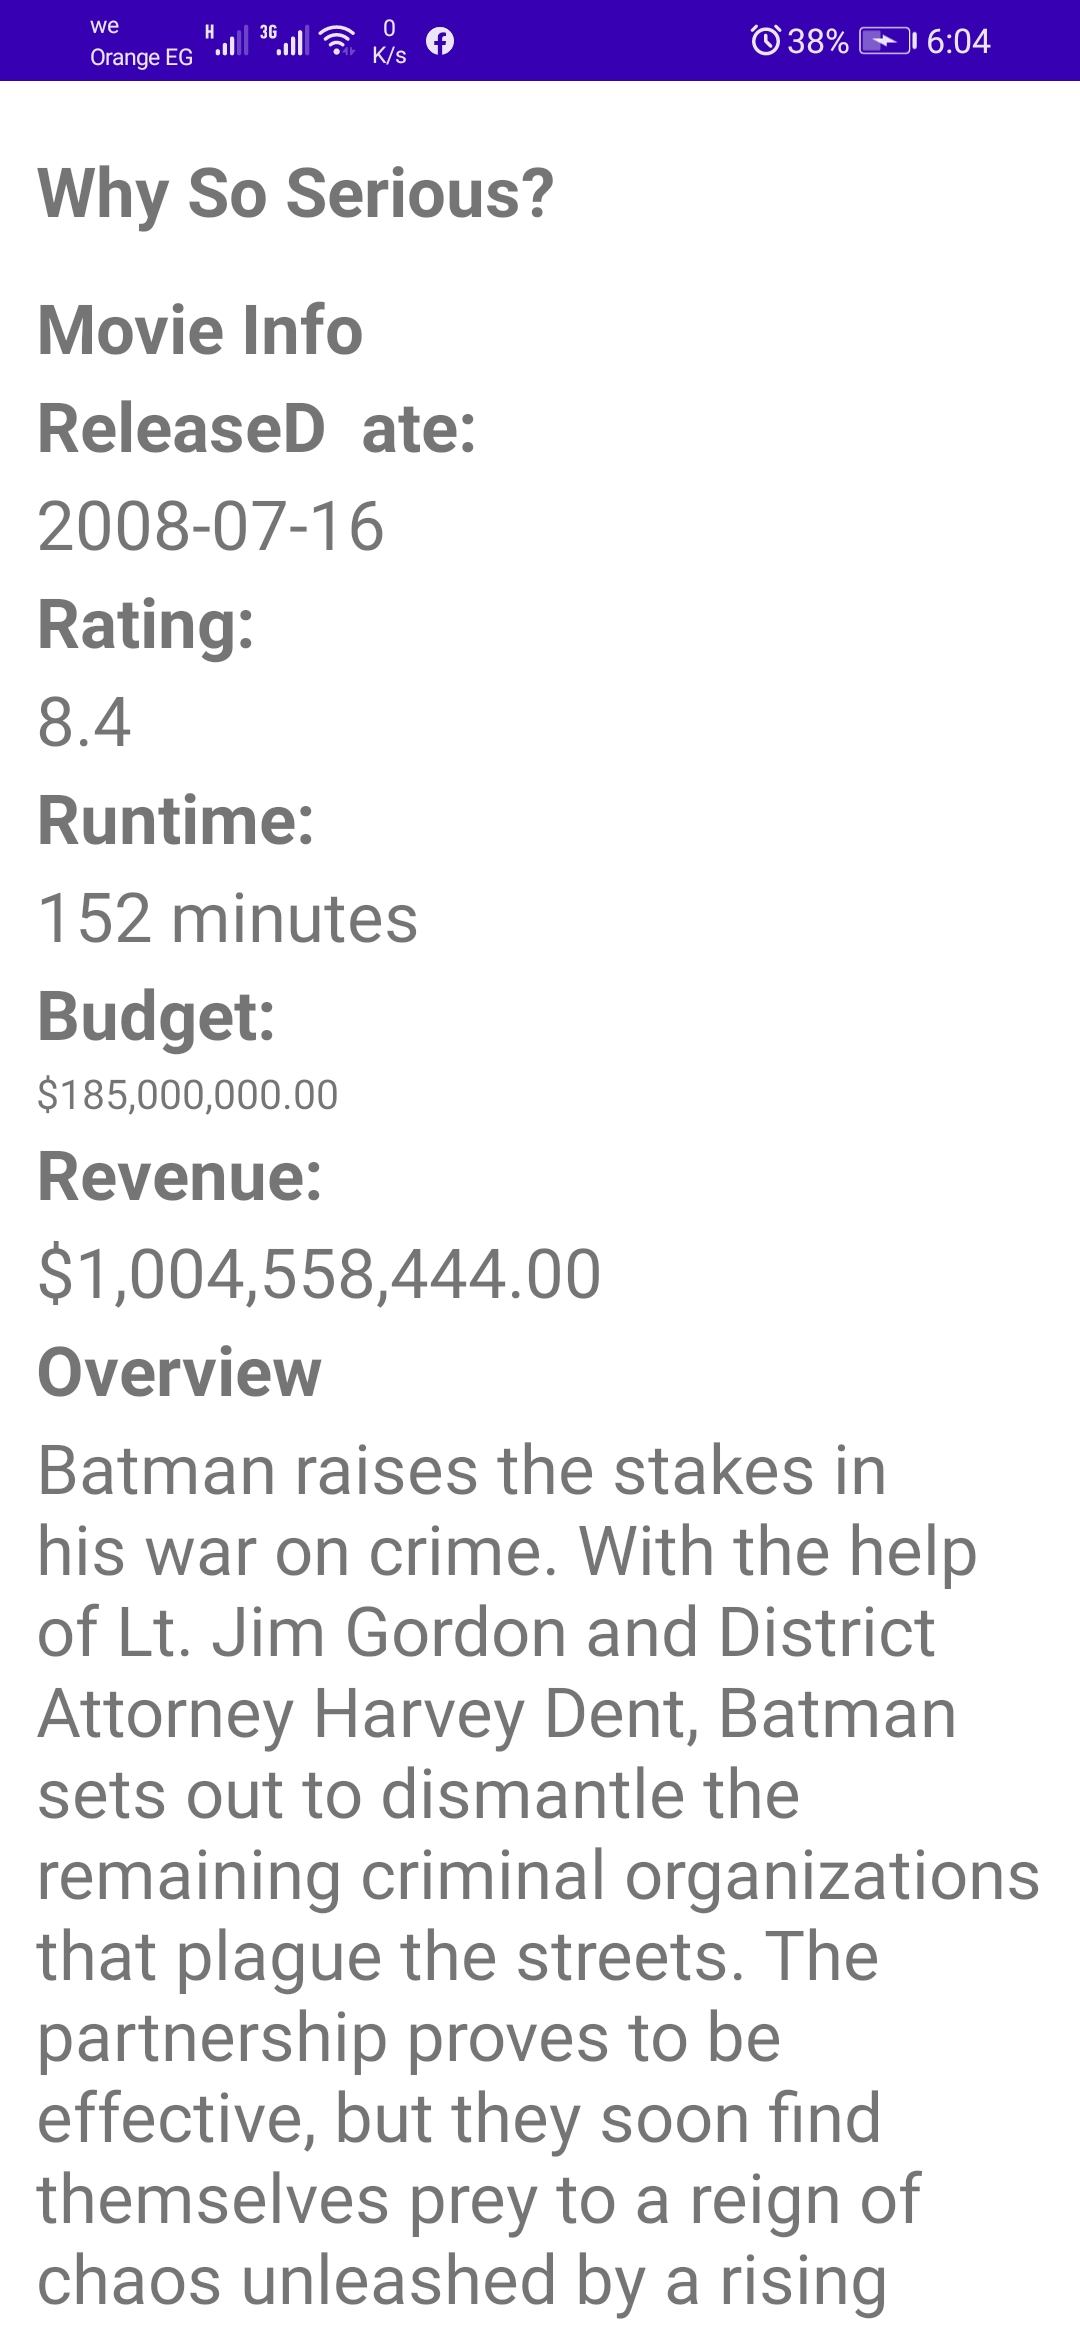 we
Orange EG
H
3G
0
K/s
38%
6:04
Why So Serious?
Movie Info
ReleaseD  ate:
2008-07-16
Rating:
8.4
Runtime:
152 minutes
Budget:
$185,000,000.00
Revenue:
$1,004,558,444.00
Overview
Batman raises the stakes in
his war on crime. With the help
of Lt. Jim Gordon and District
Attorney Harvey Dent, Batman
sets out to dismantle the
remaining criminal organizations
that plague the streets. The
partnership proves to be
effective, but they soon find
themselves prey to a reign of
chaos unleashed by a rising